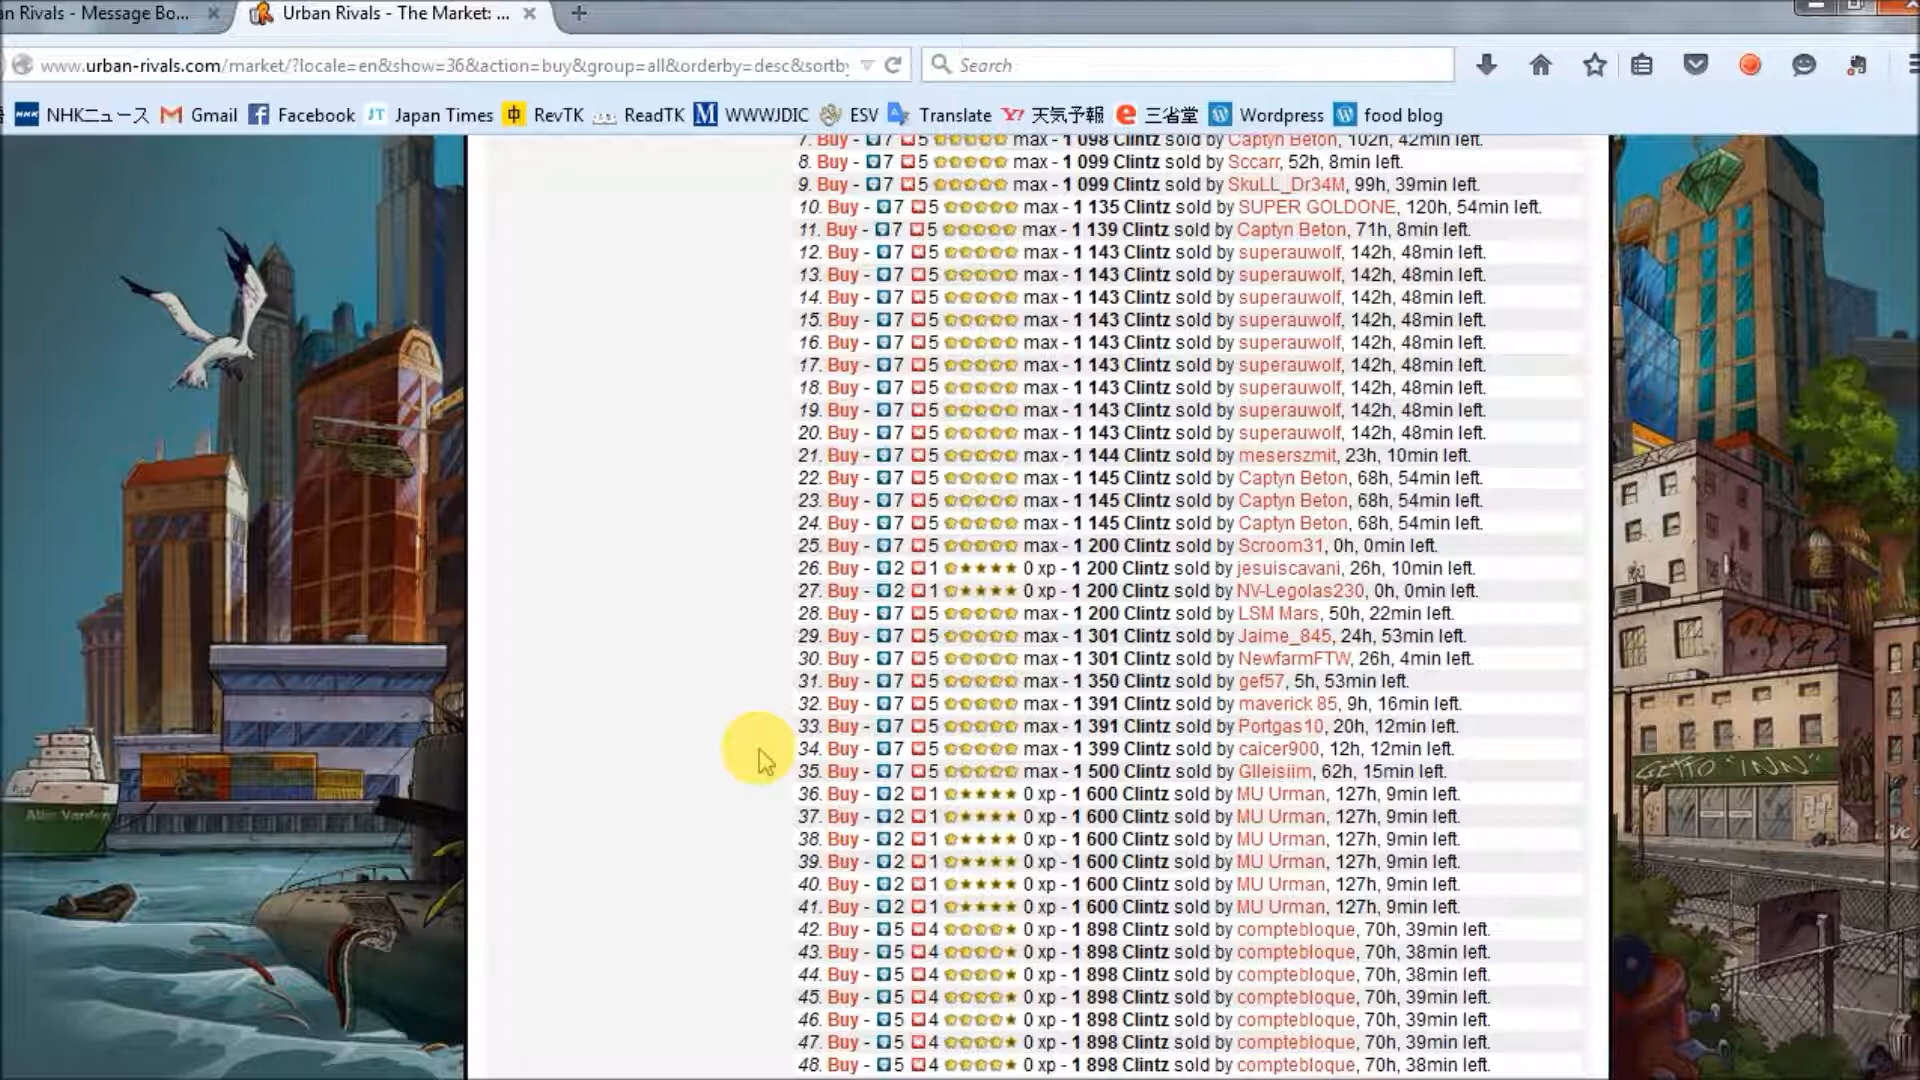 an Rivals - Message Bo...
Urban Rivals - The Market: ...
www.urban-rivals.com/market/?locale=en&show=36&action=buy&group=all&orderby=desc&sortby
Search
NHKニュース Gmail Facebook JT Japan Times 中 RevTK ReadTK M WWWJDIC ESV Translate Y! 天気予報 e 三省堂 Wordpress food blog
7. Buy - 7 5 max - 1 098 Clintz sold by Captyn Beton, 102h, 42min left.
8. Buy - 7 5 max - 1 099 Clintz sold by Sccarr, 52h, 8min left.
9. Buy - 7 5 max - 1 099 Clintz sold by SkuLL_Dr34M, 99h, 39min left.
10. Buy - 7 5 max - 1 135 Clintz sold by SUPER GOLDONE, 120h, 54min left.
11. Buy - 7 5 max - 1 139 Clintz sold by Captyn Beton, 71h, 8min left.
12. Buy - 7 5 max - 1 143 Clintz sold by superauwolf, 142h, 48min left.
13. Buy - 7 5 max - 1 143 Clintz sold by superauwolf, 142h, 48min left.
14. Buy - 7 5 max - 1 143 Clintz sold by superauwolf, 142h, 48min left.
15. Buy - 7 5 max - 1 143 Clintz sold by superauwolf, 142h, 48min left.
16. Buy - 7 5 max - 1 143 Clintz sold by superauwolf, 142h, 48min left.
17. Buy - 7 5 max - 1 143 Clintz sold by superauwolf, 142h, 48min left.
18. Buy - 7 5 max - 1 143 Clintz sold by superauwolf, 142h, 48min left.
19. Buy - 7 5 max - 1 143 Clintz sold by superauwolf, 142h, 48min left.
20. Buy - 7 5 max - 1 143 Clintz sold by superauwolf, 142h, 48min left.
21. Buy - 7 5 max - 1 144 Clintz sold by meserszmit, 23h, 10min left.
22. Buy - 7 5 max - 1 145 Clintz sold by Captyn Beton, 68h, 54min left.
23. Buy - 7 5 max - 1 145 Clintz sold by Captyn Beton, 68h, 54min left.
24. Buy - 7 5 max - 1 145 Clintz sold by Captyn Beton, 68h, 54min left.
25. Buy - 7 5 max - 1 200 Clintz sold by Scroom31, 0h, 0min left.
26. Buy - 2 1 0 xp - 1 200 Clintz sold by jesuiscavani, 26h, 10min left.
27. Buy - 2 1 0 xp - 1 200 Clintz sold by NV-Legolas230, 0h, 0min left.
28. Buy - 7 5 max - 1 200 Clintz sold by LSM Mars, 50h, 22min left.
29. Buy - 7 5 max - 1 301 Clintz sold by Jaime_845, 24h, 53min left.
30. Buy - 7 5 max - 1 301 Clintz sold by NewfarmFTW, 26h, 4min left.
31. Buy - 7 5 max - 1 350 Clintz sold by gef57, 5h, 53min left.
32. Buy - 7 5 max - 1 391 Clintz sold by maverick 85, 9h, 16min left.
33. Buy - 7 5 max - 1 391 Clintz sold by Portgas10, 20h, 12min left.
34. Buy - 7 5 max - 1 399 Clintz sold by caicer900, 12h, 12min left.
35. Buy - 7 5 max - 1 500 Clintz sold by Glleisiim, 62h, 15min left.
36. Buy - 2 1 0 xp - 1 600 Clintz sold by MU Urman, 127h, 9min left.
37. Buy - 2 1 0 xp - 1 600 Clintz sold by MU Urman, 127h, 9min left.
38. Buy - 2 1 0 xp - 1 600 Clintz sold by MU Urman, 127h, 9min left.
39. Buy - 2 1 0 xp - 1 600 Clintz sold by MU Urman, 127h, 9min left.
40. Buy - 2 1 0 xp - 1 600 Clintz sold by MU Urman, 127h, 9min left.
41. Buy - 2 1 0 xp - 1 600 Clintz sold by MU Urman, 127h, 9min left.
42. Buy - 5 4 0 xp - 1 898 Clintz sold by comptebloque, 70h, 39min left.
43. Buy - 5 4 0 xp - 1 898 Clintz sold by comptebloque, 70h, 38min left.
44. Buy - 5 4 0 xp - 1 898 Clintz sold by comptebloque, 70h, 38min left.
45. Buy - 5 4 0 xp - 1 898 Clintz sold by comptebloque, 70h, 39min left.
46. Buy - 5 4 0 xp - 1 898 Clintz sold by comptebloque, 70h, 39min left.
47. Buy - 5 4 0 xp - 1 898 Clintz sold by comptebloque, 70h, 39min left.
48. Buy - 5 4 0 xp - 1 898 Clintz sold by comptebloque, 70h, 38min left.
GETTO "INN"